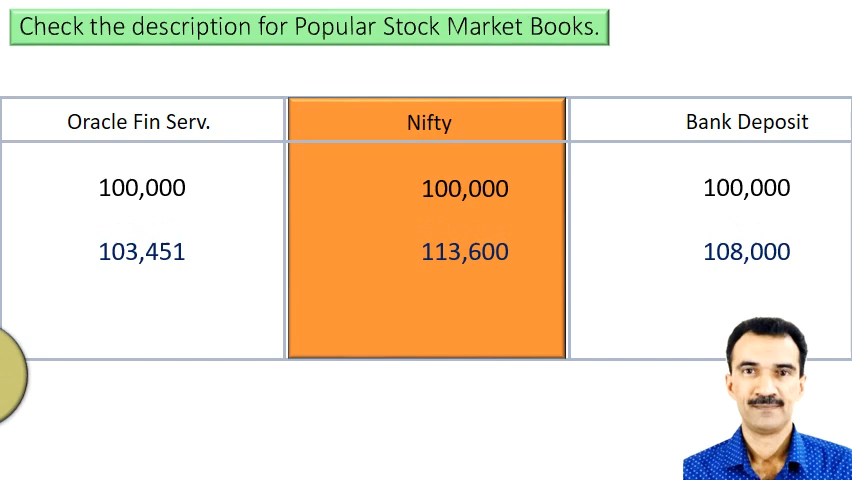 Check the description for Popular Stock Market Books.
Oracle Fin Serv. Nifty Bank Deposit
100,000 100,000 100,000
103,451 113,600 108,000